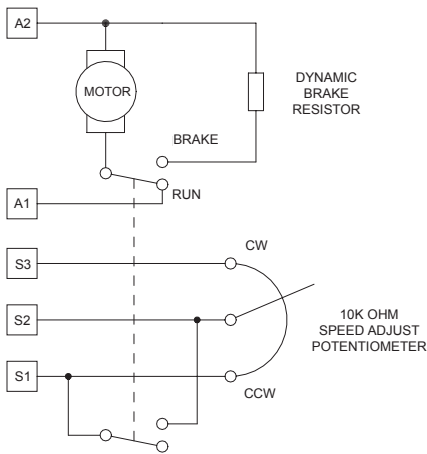 A2
MOTOR
DYNAMIC
BRAKE
RESISTOR
BRAKE
RUN
A1
S3
CW
S2
10K OHM
SPEED ADJUST
POTENTIOMETER
S1
CCW